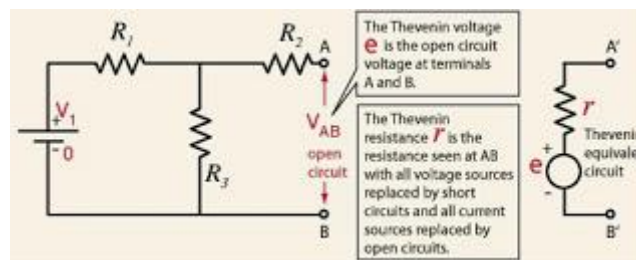 R1
R2
A
V1
+
-
0
R3
VAB
open
circuit
B
The Thevenin voltage
e is the open circuit
voltage at terminals
A and B.
The Thevenin
resistance r is the
resistance seen at AB
with all voltage sources
replaced by short
circuits and all current
sources replaced by
open circuits.
A'
r
Thevenin
equivale
circuit
e
+
-
B'